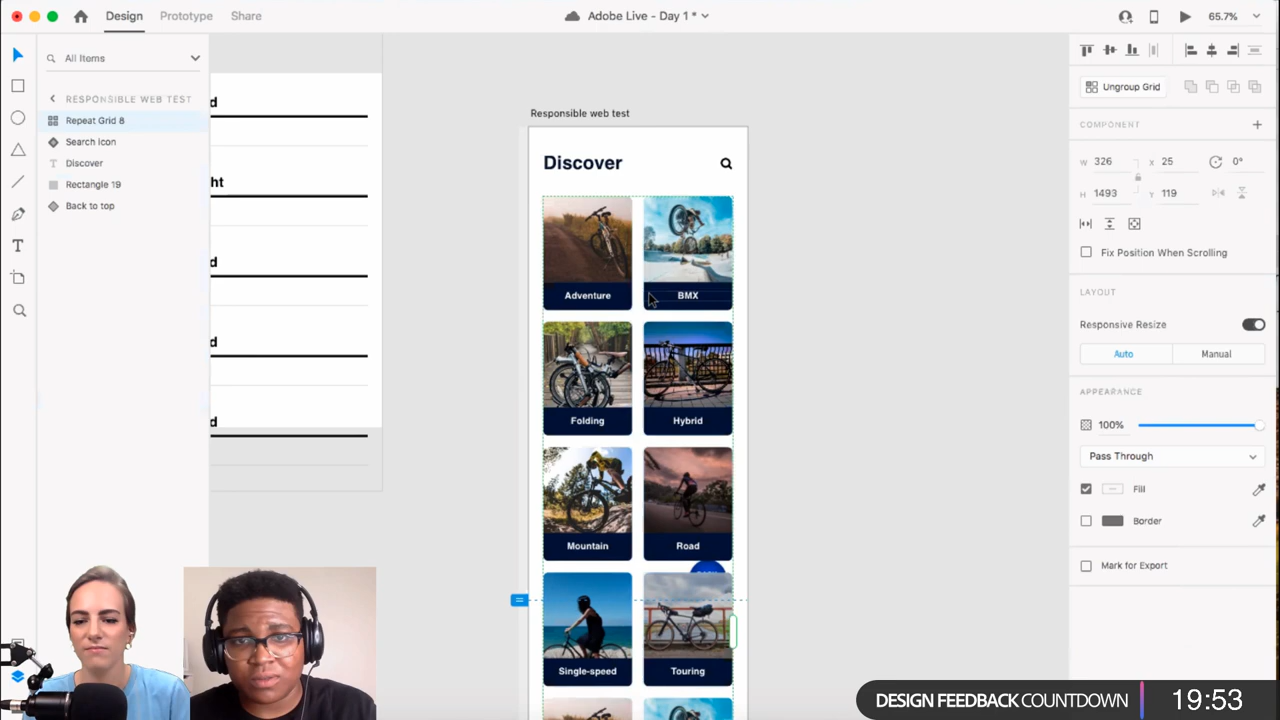 Design
Prototype
Share
Adobe Live - Day 1 *
65.7%
All Items
RESPONSIBLE WEB TEST
Repeat Grid 8
Search Icon
Discover
Rectangle 19
Back to top
d
ht
d
d
d
Responsible web test
Discover
Adventure
BMX
Folding
Hybrid
Mountain
Road
Single-speed
Touring
Ungroup Grid
COMPONENT
W 326 X 25 0°
H 1493 Y 119
Fix Position When Scrolling
LAYOUT
Responsive Resize
Auto Manual
APPEARANCE
100%
Pass Through
Fill
Border
Mark for Export
DESIGN FEEDBACK COUNTDOWN 19:53